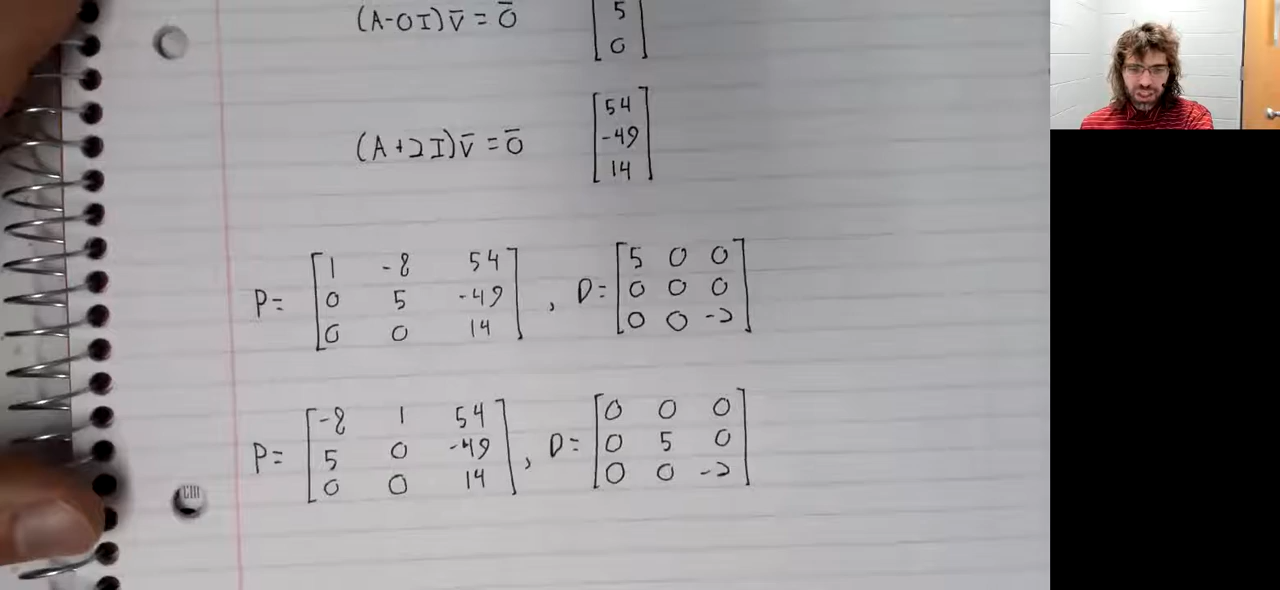 (A-0I)v̄ = 0̄ [ 5
0 ]
(A+2I)v̄ = 0̄ [ 54
-49
14 ]
P = [ 1 -8 54
0 5 -49
0 0 14 ] , D = [ 5 0 0
0 0 0
0 0 -2 ]
P = [ -8 1 54
5 0 -49
0 0 14 ] , D = [ 0 0 0
0 5 0
0 0 -2 ]